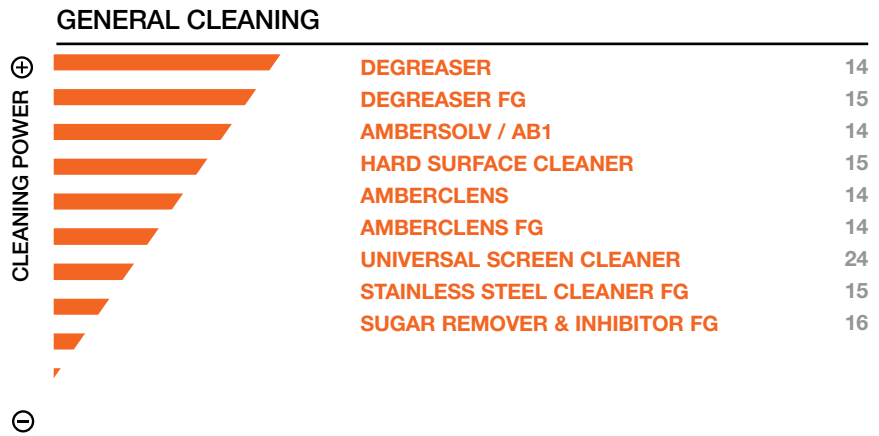 GENERAL CLEANING
CLEANING POWER
DEGREASER 14
DEGREASER FG 15
AMBERSOLV / AB1 14
HARD SURFACE CLEANER 15
AMBERCLENS 14
AMBERCLENS FG 14
UNIVERSAL SCREEN CLEANER 24
STAINLESS STEEL CLEANER FG 15
SUGAR REMOVER & INHIBITOR FG 16